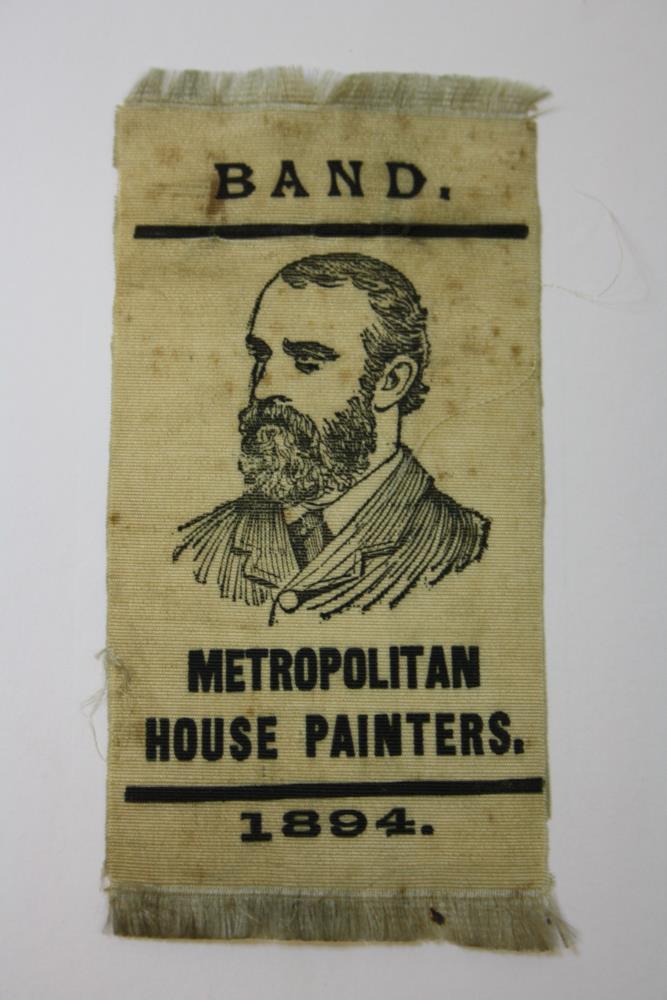 BAND.
METROPOLITAN
HOUSE PAINTERS.
1894.